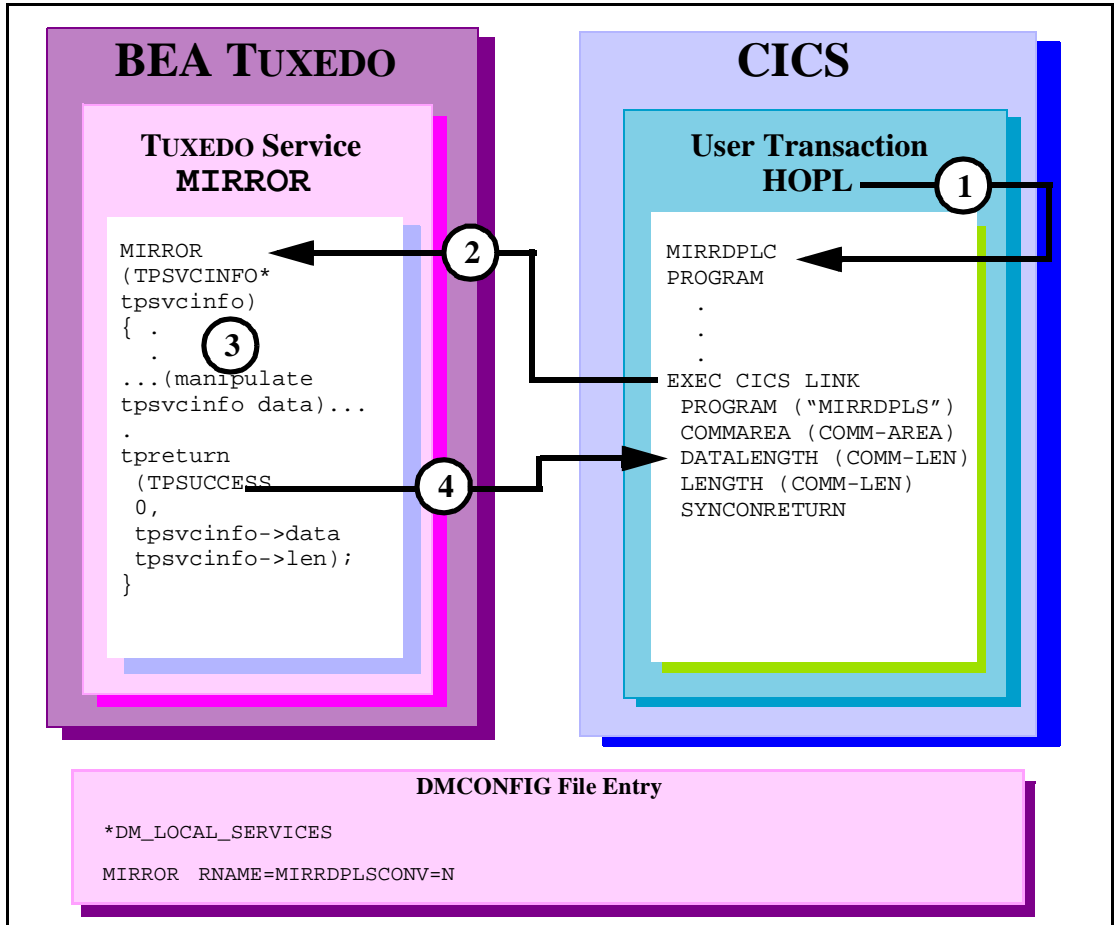 BEA TUXEDO
TUXEDO Service
MIRROR
MIRROR
(TPSVCINFO*
tpsvcinfo)
{ .
.
...(manipulate
tpsvcinfo data)...
.
tpreturn
(TPSUCCESS
0,
tpsvcinfo->data
tpsvcinfo->len);
}
2
3
4
CICS
User Transaction
HOPL
1
MIRRDPLC
PROGRAM
.
.
.
EXEC CICS LINK
PROGRAM (“MIRRDPLS”)
COMMAREA (COMM-AREA)
DATALENGTH (COMM-LEN)
LENGTH (COMM-LEN)
SYNCONRETURN
DMCONFIG File Entry
*DM_LOCAL_SERVICES
MIRROR RNAME=MIRRDPLSCONV=N